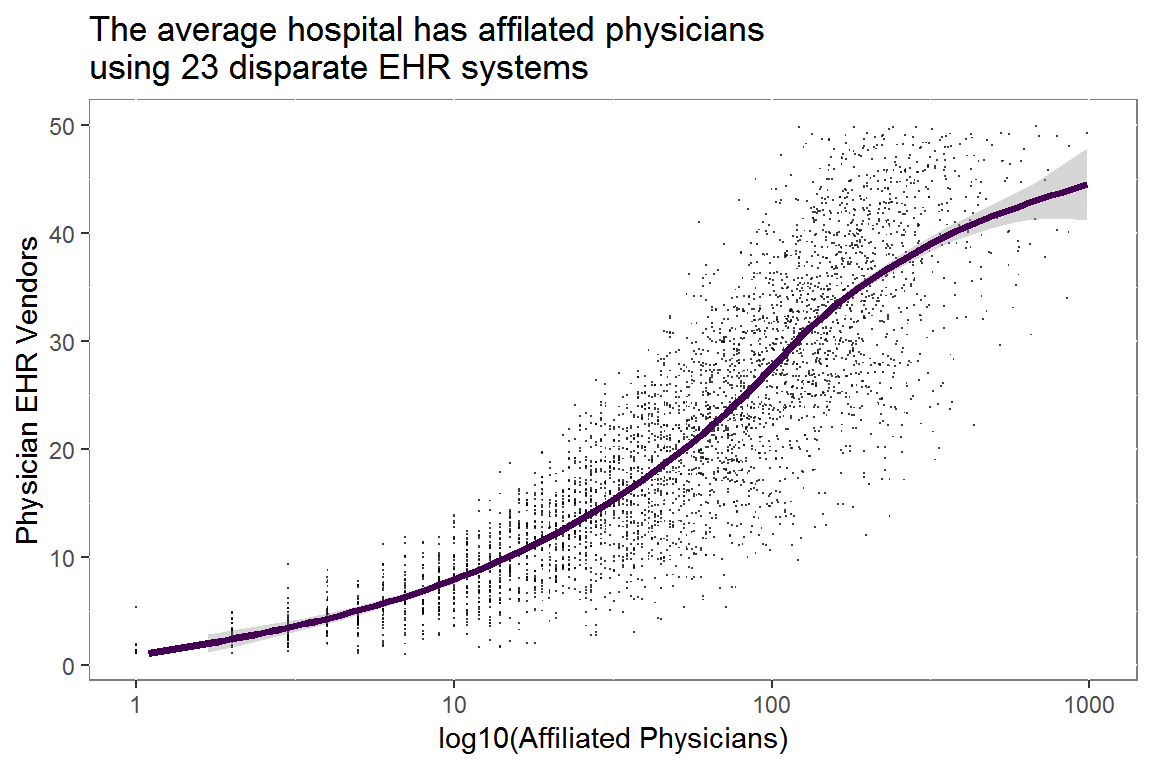 The average hospital has affilated physicians
using 23 disparate EHR systems
Physician EHR Vendors
50
40
30
20
10
0
1
10
100
1000
log10(Affiliated Physicians)